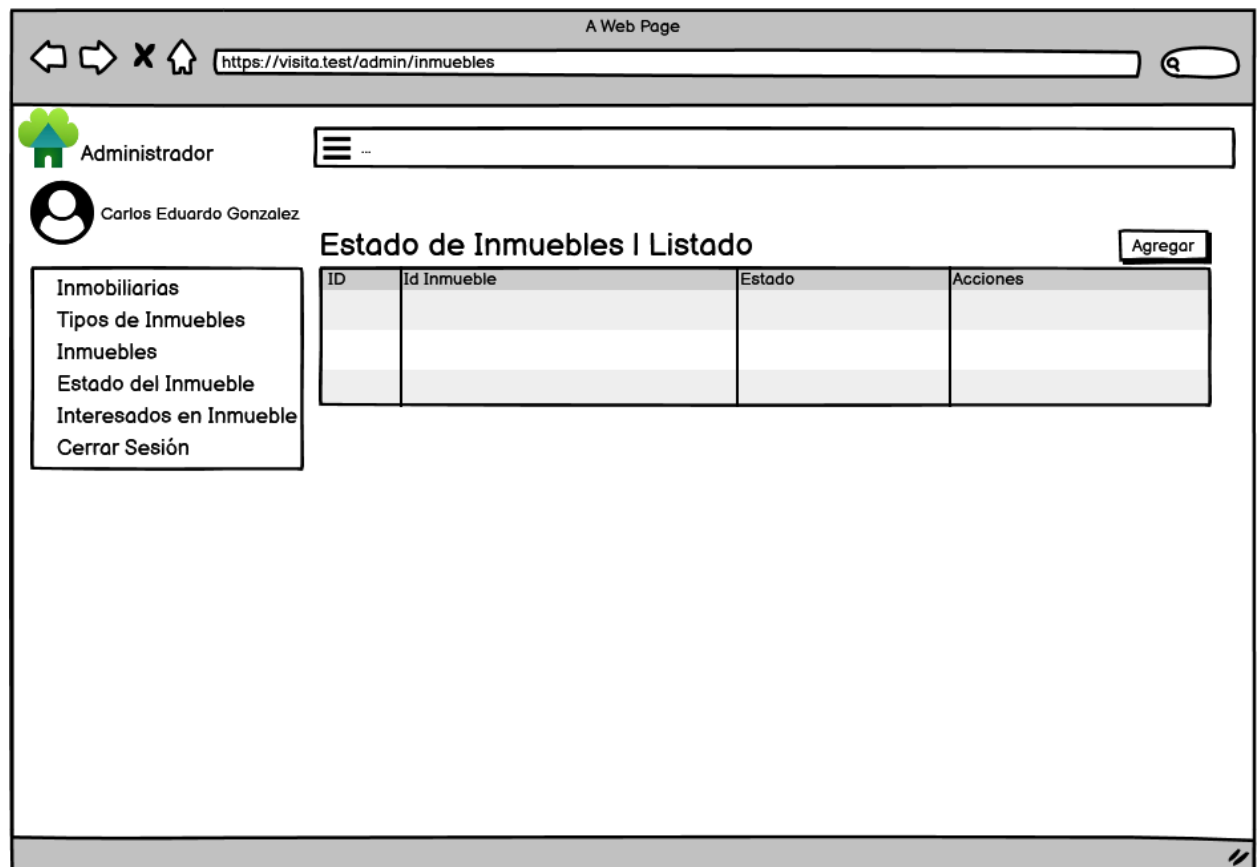 A Web Page
https://visita.test/admin/inmuebles
Administrador
...
Carlos Eduardo Gonzalez
Estado de Inmuebles | Listado
Agregar
ID Id Inmueble Estado Acciones
Inmobiliarias
Tipos de Inmuebles
Inmuebles
Estado del Inmueble
Interesados en Inmueble
Cerrar Sesión